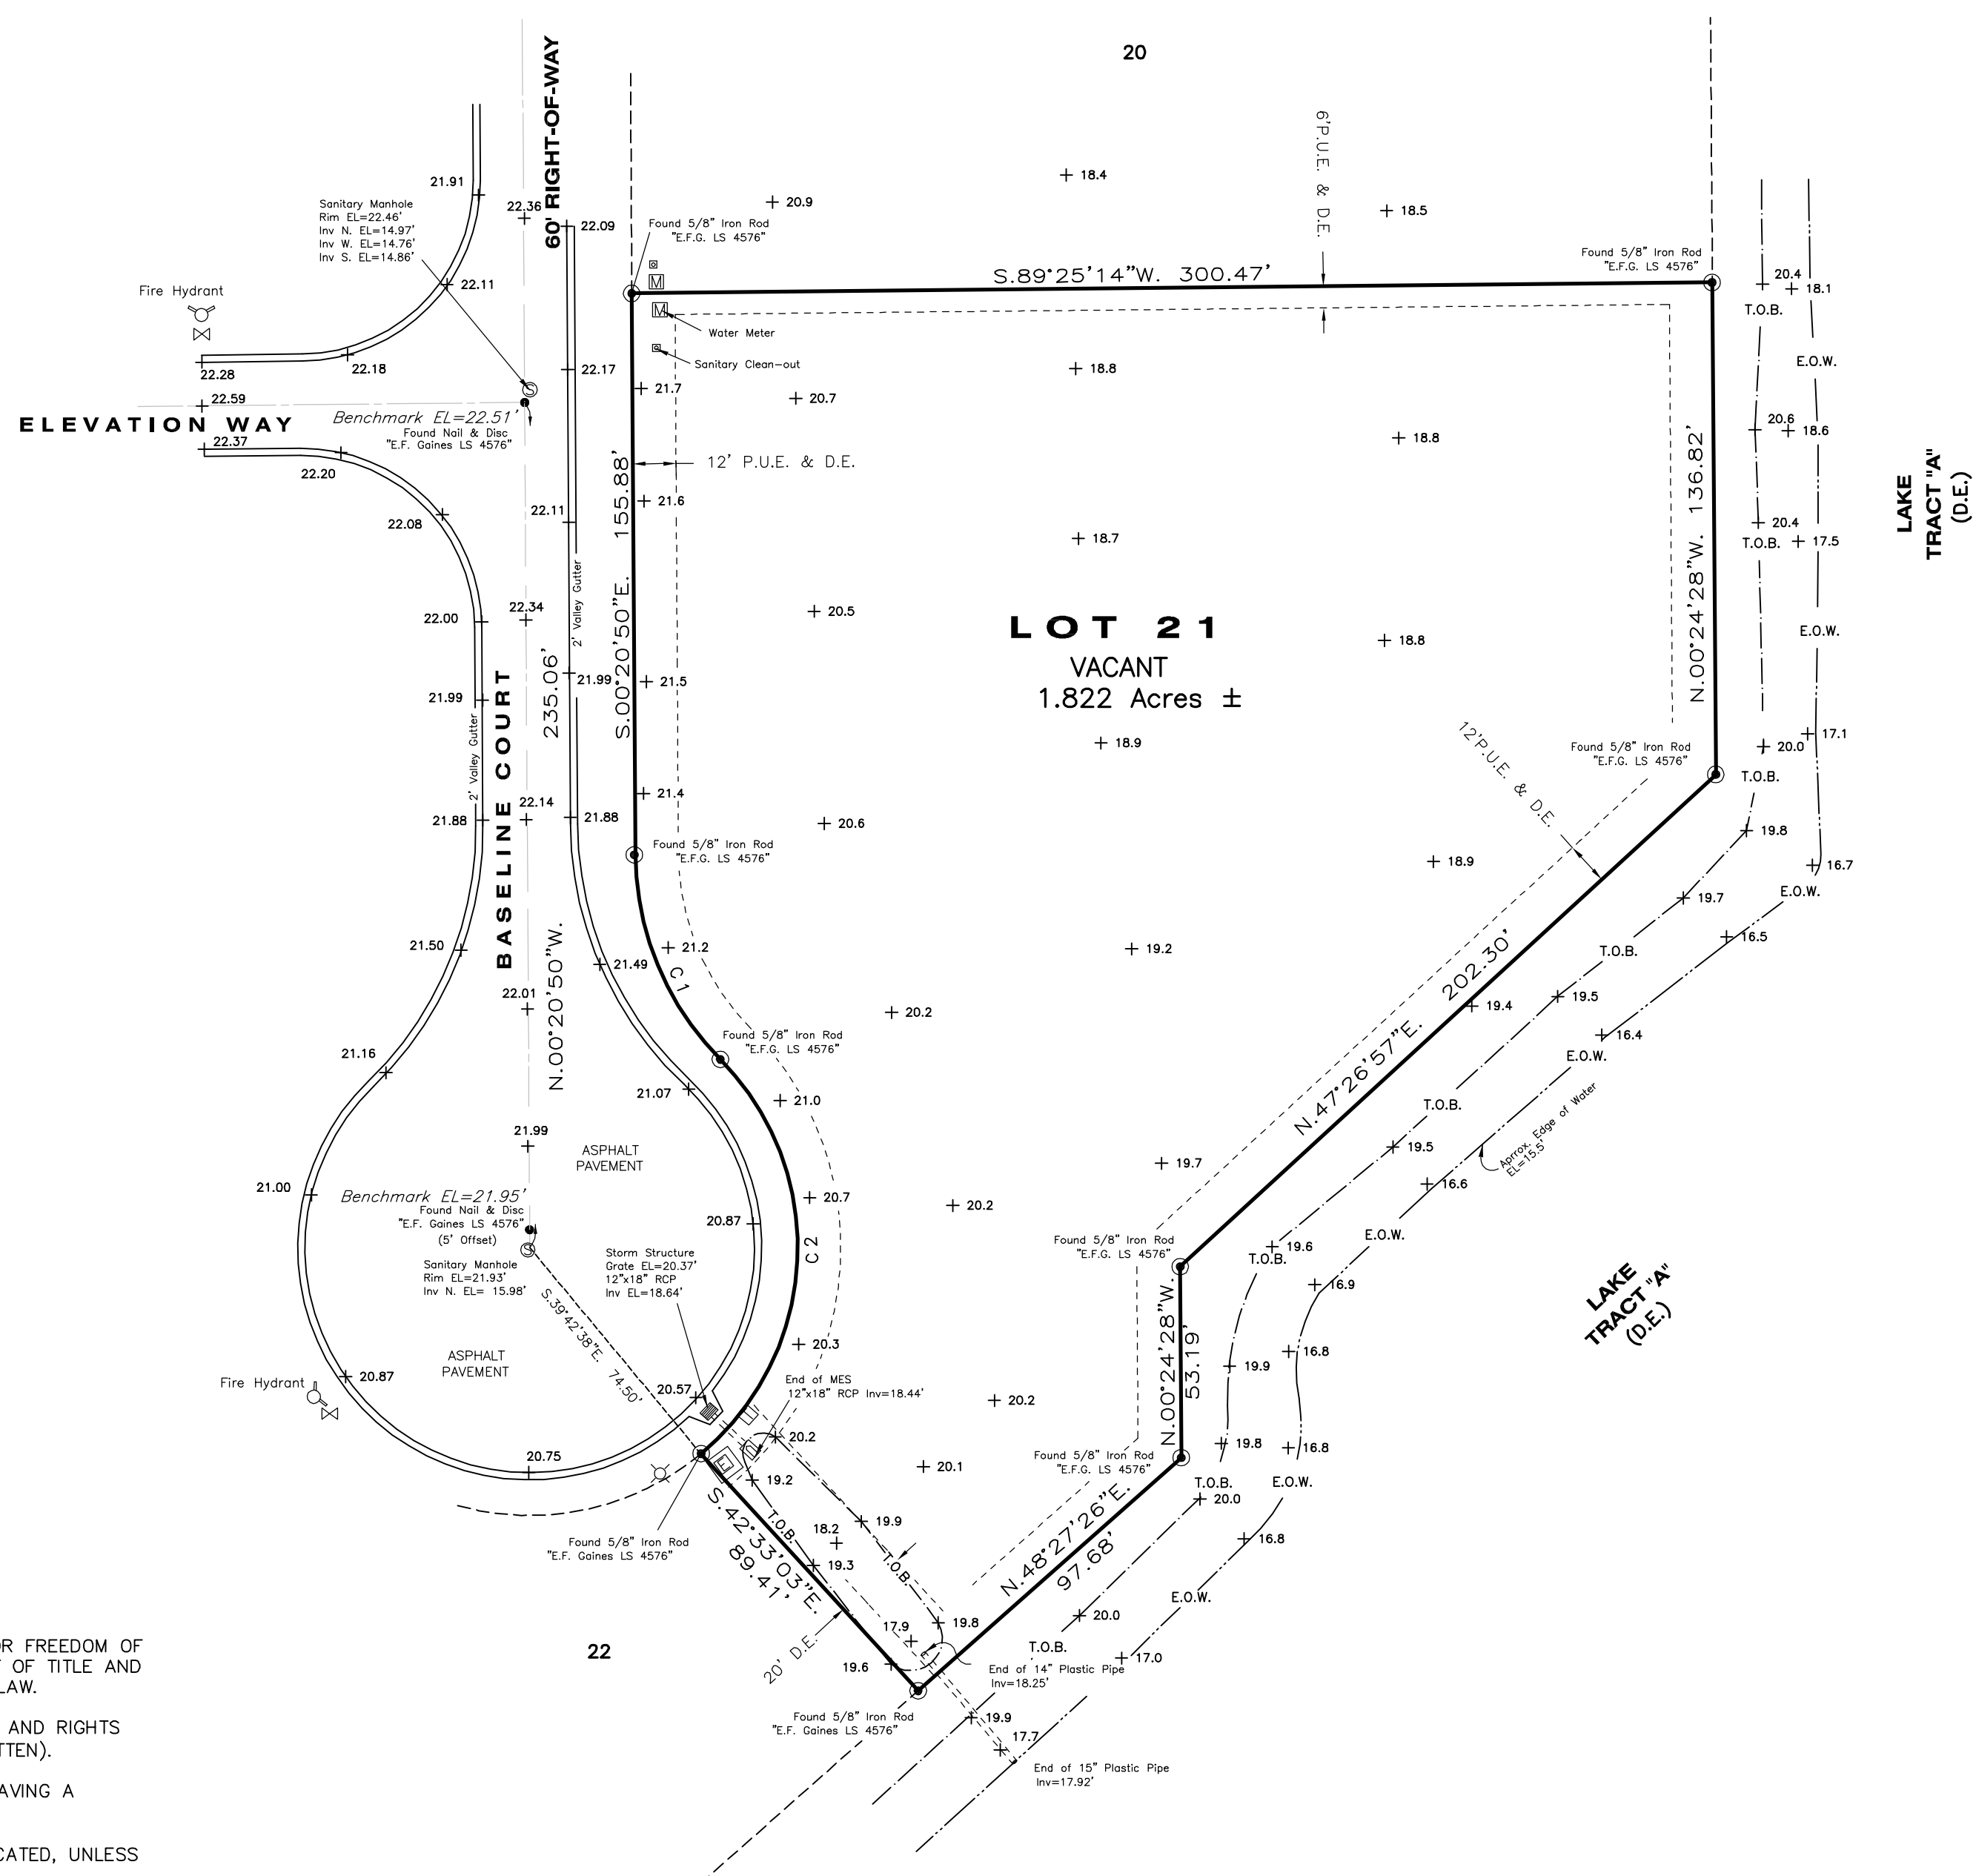 20
60' RIGHT-OF-WAY
6'P.U.E. & D.E.
21.91
22.36
22.09
20.9
18.4
18.5
Sanitary Manhole
Rim EL=22.46'
Inv N. EL=14.97'
Inv W. EL=14.76'
Inv S. EL=14.86'
Found 5/8" Iron Rod
"E.F.G. LS 4576"
Found 5/8" Iron Rod
"E.F.G. LS 4576"
S.89°25'14"W. 300.47'
22.11
20.4
18.1
T.O.B.
Fire Hydrant
M
M
Water Meter
Sanitary Clean-out
22.28
22.18
22.17
E.O.W.
18.8
21.7
20.7
S
22.59
ELEVATION WAY
Benchmark EL=22.51'
Found Nail & Disc
"E.F. Gaines LS 4576"
22.37
22.20
20.6
18.6
18.8
12' P.U.E. & D.E.
S.00°20'50"E. 155.88'
N.00°24'28"W. 136.82'
LAKE
TRACT "A"
(D.E.)
21.6
22.08
22.11
20.4
T.O.B.
17.5
18.7
2' Valley Gutter
22.00
22.34
20.5
LOT 21
VACANT
1.822 Acres ±
18.8
E.O.W.
21.99
21.99
21.5
235.06'
BASELINE COURT
2' Valley Gutter
18.9
17.1
20.0
Found 5/8" Iron Rod
"E.F.G. LS 4576"
T.O.B.
12'P.U.E. & D.E.
21.4
22.14
21.88
21.88
20.6
19.8
Found 5/8" Iron Rod
"E.F.G. LS 4576"
18.9
16.7
E.O.W.
19.7
21.50
21.2
21.49
19.2
16.5
T.O.B.
C 1
N.00°20'50"W.
22.01
20.2
202.30'
19.4
19.5
Found 5/8" Iron Rod
"E.F.G. LS 4576"
16.4
E.O.W.
21.16
21.07
21.0
N.47°26'57"E.
T.O.B.
Aprrox. Edge of Water
EL=15.5'
21.99
ASPHALT
PAVEMENT
19.5
19.7
16.6
21.00
Benchmark EL=21.95'
Found Nail & Disc
"E.F. Gaines LS 4576"
(5' Offset)
20.7
20.2
20.87
E.O.W.
Found 5/8" Iron Rod
"E.F.G. LS 4576"
19.6
T.O.B.
C 2
S
Storm Structure
Grate EL=20.37'
12"x18" RCP
Inv EL=18.64'
Sanitary Manhole
Rim EL=21.93'
Inv N. EL= 15.98'
16.9
LAKE
TRACT "A"
(D.E.)
S.39°42'38"E. 74.50'
N.00°24'28"W.
53.19'
20.3
16.8
ASPHALT
PAVEMENT
19.9
20.87
Fire Hydrant
End of MES
12"x18" RCP Inv=18.44'
20.57
20.2
20.2
19.8
16.8
20.1
Found 5/8" Iron Rod
"E.F.G. LS 4576"
E
20.75
19.2
T.O.B.
E.O.W.
20.0
S.42°33'03"E.
89.41'
T.O.B.
18.2
19.9
N.48°27'26"E.
97.68'
16.8
Found 5/8" Iron Rod
"E.F. Gaines LS 4576"
19.3
T.O.B.
E.O.W.
20.0
19.8
17.9
22
20' D.E.
T.O.B.
19.6
17.0
End of 14" Plastic Pipe
Inv=18.25'
Found 5/8" Iron Rod
"E.F. Gaines LS 4576"
19.9
17.7
End of 15" Plastic Pipe
Inv=17.92'
OR FREEDOM OF
OF TITLE AND
LAW.
AND RIGHTS
TTEN).
AVING A
CATED, UNLESS